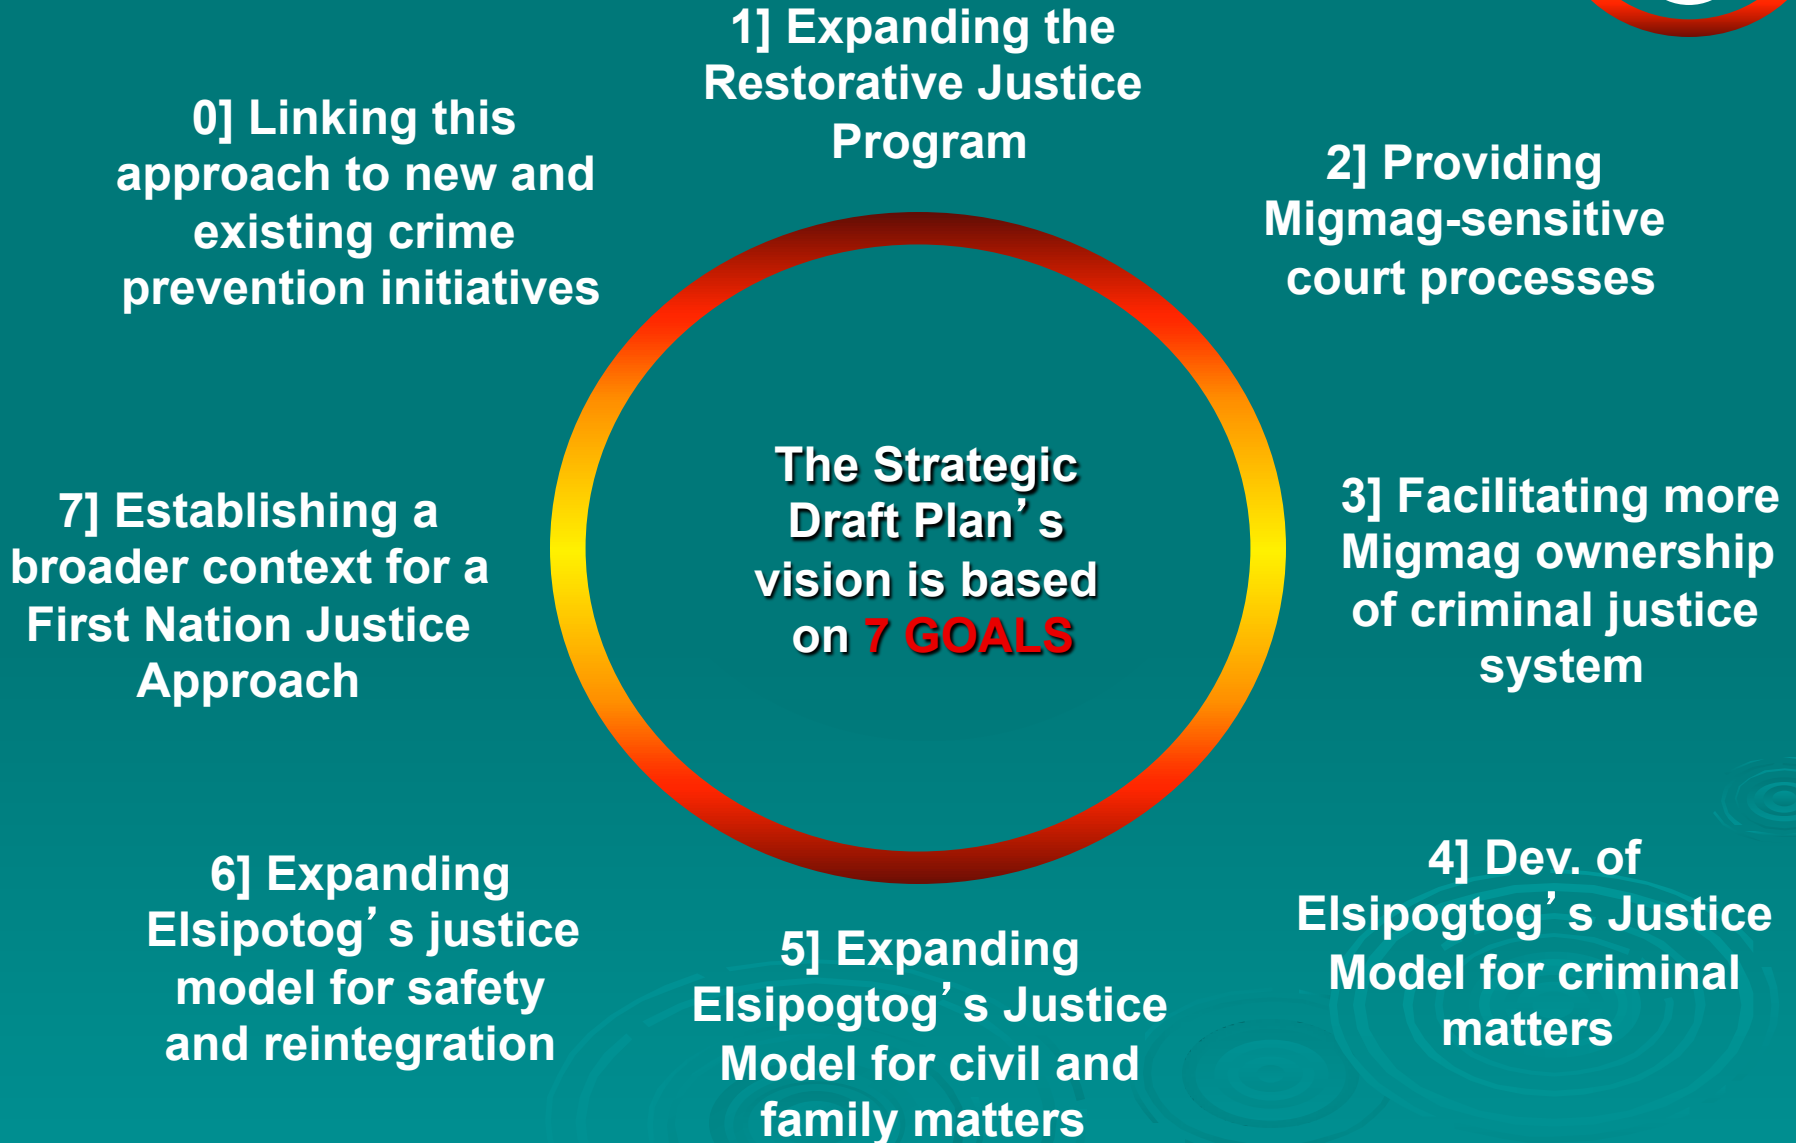 1] Expanding the
Restorative Justice
Program
0] Linking this
approach to new and
existing crime
prevention initiatives
2] Providing
Migmag-sensitive
court processes
The Strategic
Draft Plan’s
vision is based
on 7 GOALS
7] Establishing a
broader context for a
First Nation Justice
Approach
3] Facilitating more
Migmag ownership
of criminal justice
system
6] Expanding
Elsipotog’s justice
model for safety
and reintegration
5] Expanding
Elsipogtog’s Justice
Model for civil and
family matters
4] Dev. of
Elsipogtog’s Justice
Model for criminal
matters